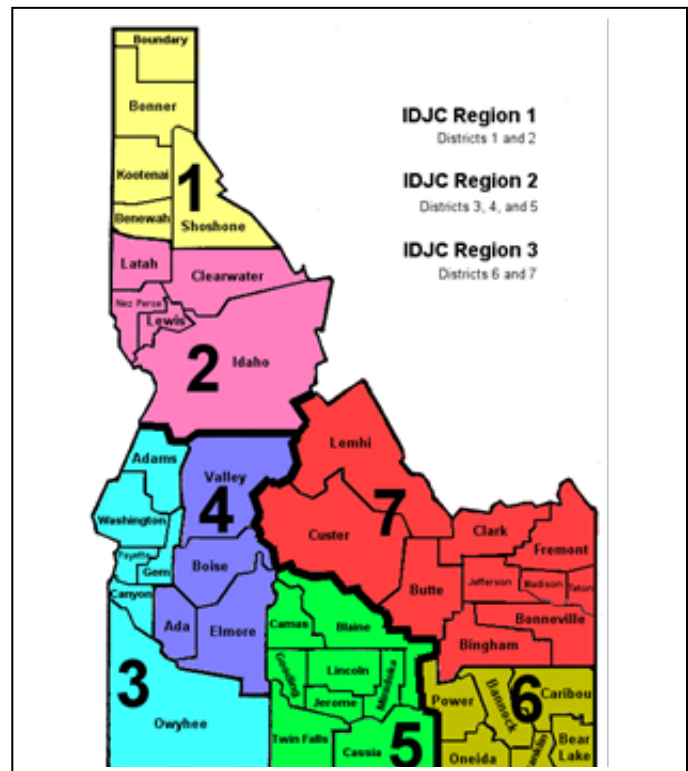 Boundary
Bonner
Kootenai
1
Benewah
Shoshone
Latah
Clearwater
Nez Perce
Lewis
Idaho
2
IDJC Region 1
Districts 1 and 2
IDJC Region 2
Districts 3, 4, and 5
IDJC Region 3
Districts 6 and 7
Adams
Valley
Lemhi
4
7
Washington
Custer
Clark
Fremont
Payette
Gem
Boise
Canyon
Butte
Jefferson
Madison
Teton
Ada
Elmore
Camas
Blaine
Bonneville
Bingham
3
Gooding
Lincoln
Minidoka
Jerome
Power
Bannock
6
Caribou
Owyhee
Twin Falls
Cassia
5
Oneida
Bear
Lake